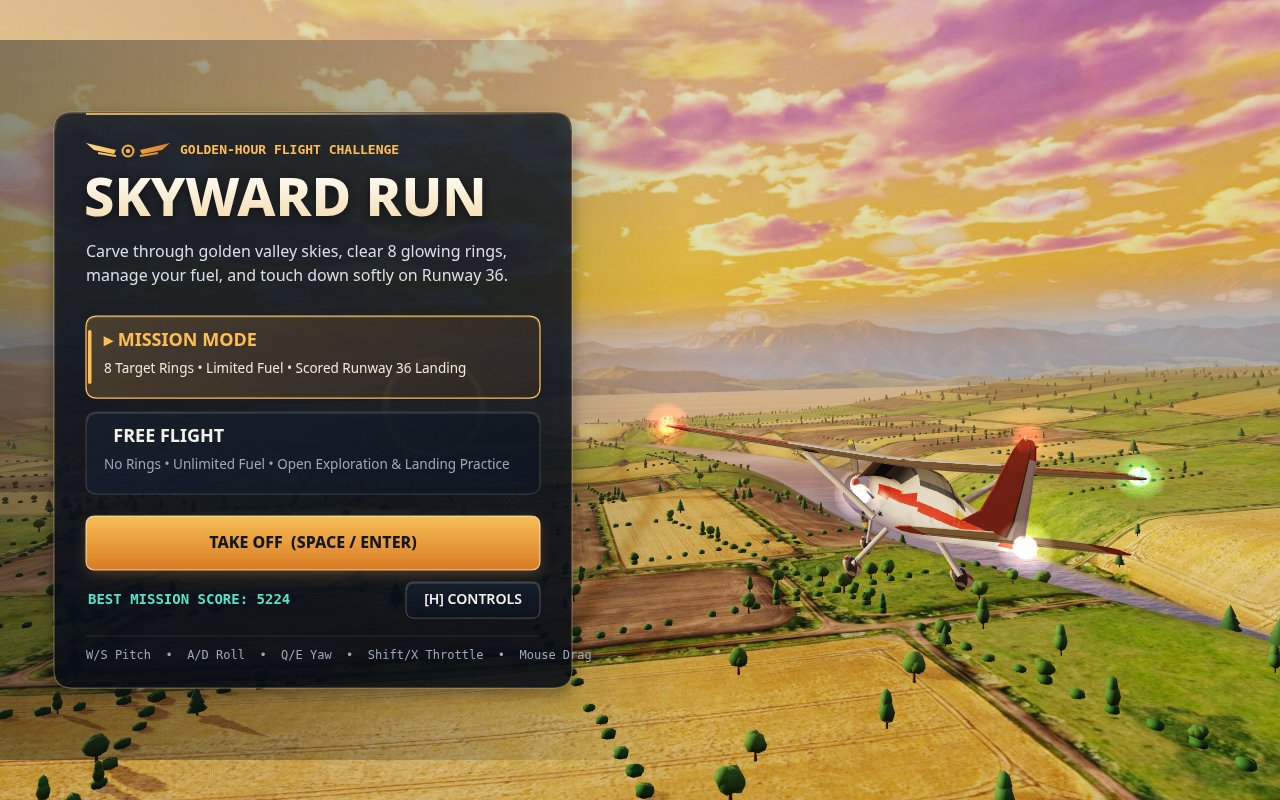 GOLDEN-HOUR FLIGHT CHALLENGE
SKYWARD RUN
Carve through golden valley skies, clear 8 glowing rings,
manage your fuel, and touch down softly on Runway 36.
▸ MISSION MODE
8 Target Rings • Limited Fuel • Scored Runway 36 Landing
FREE FLIGHT
No Rings • Unlimited Fuel • Open Exploration & Landing Practice
TAKE OFF (SPACE / ENTER)
BEST MISSION SCORE: 5224
[H] CONTROLS
W/S Pitch • A/D Roll • Q/E Yaw • Shift/X Throttle • Mouse Drag